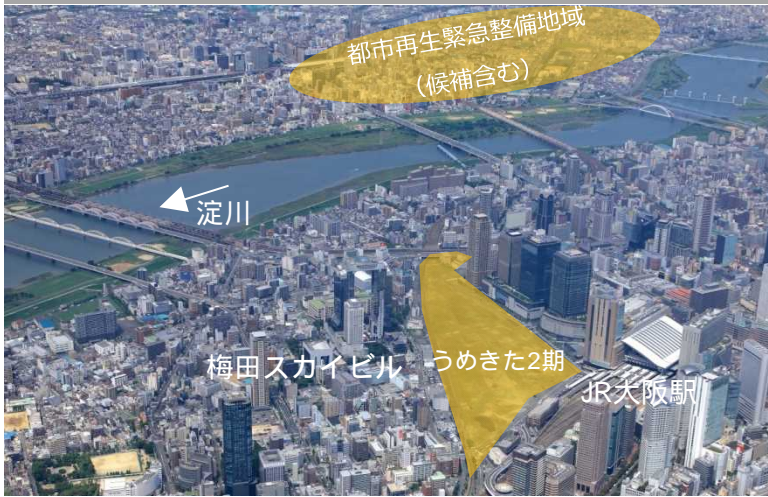 都市再生緊急整備地域
（候補含む）
淀川
梅田スカイビル
うめきた2期
JR大阪駅